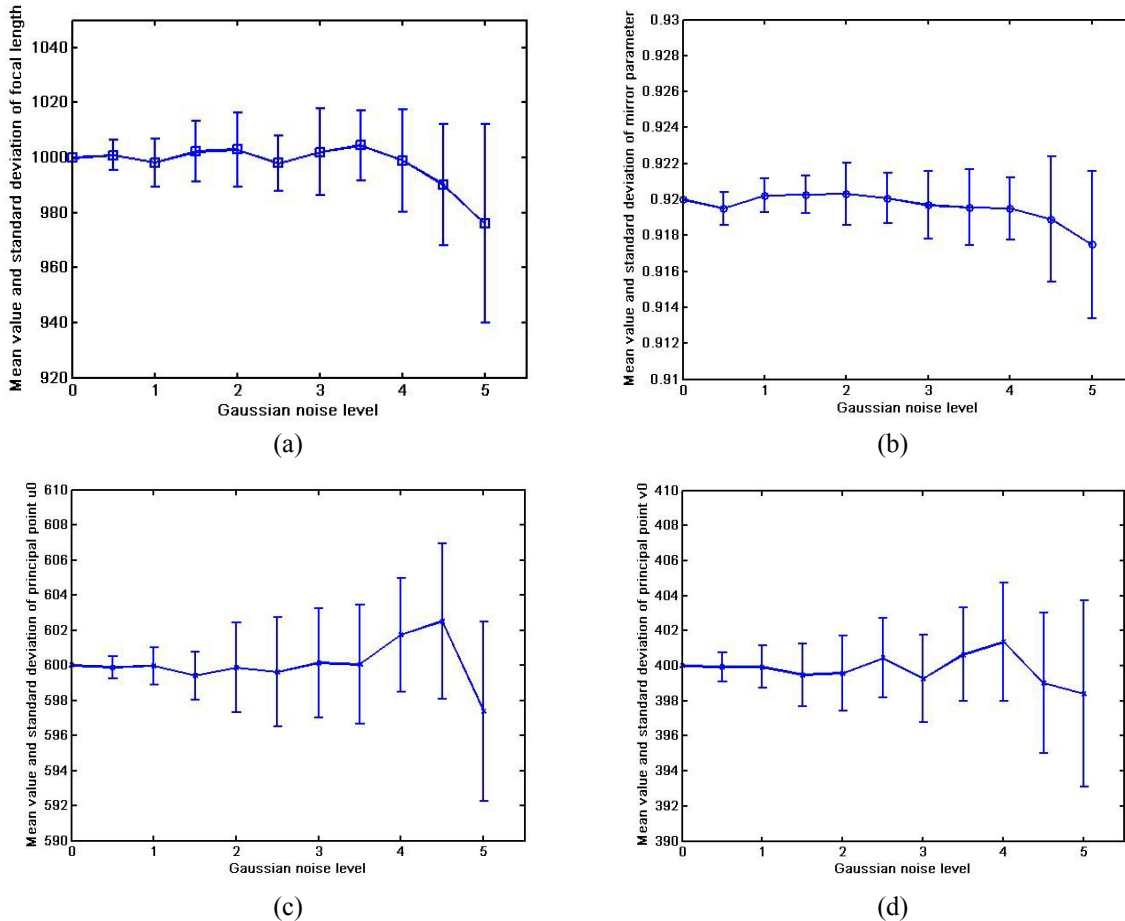 Mean value and standard deviation of focal length
1040
1020
1000
980
960
940
920
0 1 2 3 4 5
Gaussian noise level
(a)
Mean value and standard deviation of mirror parameter
0.93
0.928
0.926
0.924
0.922
0.92
0.918
0.916
0.914
0.912
0.91
0 1 2 3 4 5
Gaussian noise level
(b)
Mean value and standard deviation of principal point u0
610
608
606
604
602
600
598
596
594
592
590
0 1 2 3 4 5
Gaussian noise level
(c)
Mean value and standard deviation of principal point v0
410
408
406
404
402
400
398
396
394
392
390
0 1 2 3 4 5
Gaussian noise level
(d)